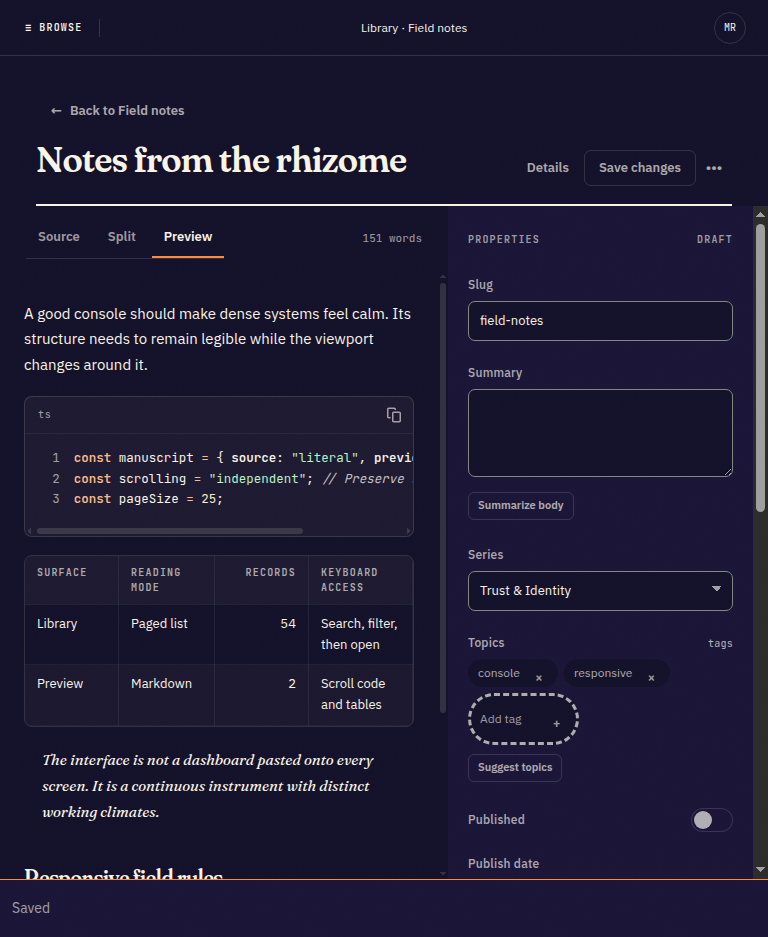 ≡ BROWSE
Library · Field notes
MR
← Back to Field notes
Notes from the rhizome
Details
Save changes
•••
Source
Split
Preview
151 words
A good console should make dense systems feel calm. Its
structure needs to remain legible while the viewport
changes around it.
ts
1 const manuscript = { source: "literal",
2 const scrolling = "independent"; // Preserve
3 const pageSize = 25;
SURFACE
READING
MODE
RECORDS
KEYBOARD
ACCESS
Library
Paged list
54
Search, filter,
then open
Preview
Markdown
2
Scroll code
and tables
The interface is not a dashboard pasted onto every
screen. It is a continuous instrument with distinct
working climates.
Responsive field rules
PROPERTIES
DRAFT
Slug
field-notes
Summary
Summarize body
Series
Trust & Identity
Topics
tags
console ×
responsive ×
Add tag +
Suggest topics
Published
Publish date
Saved